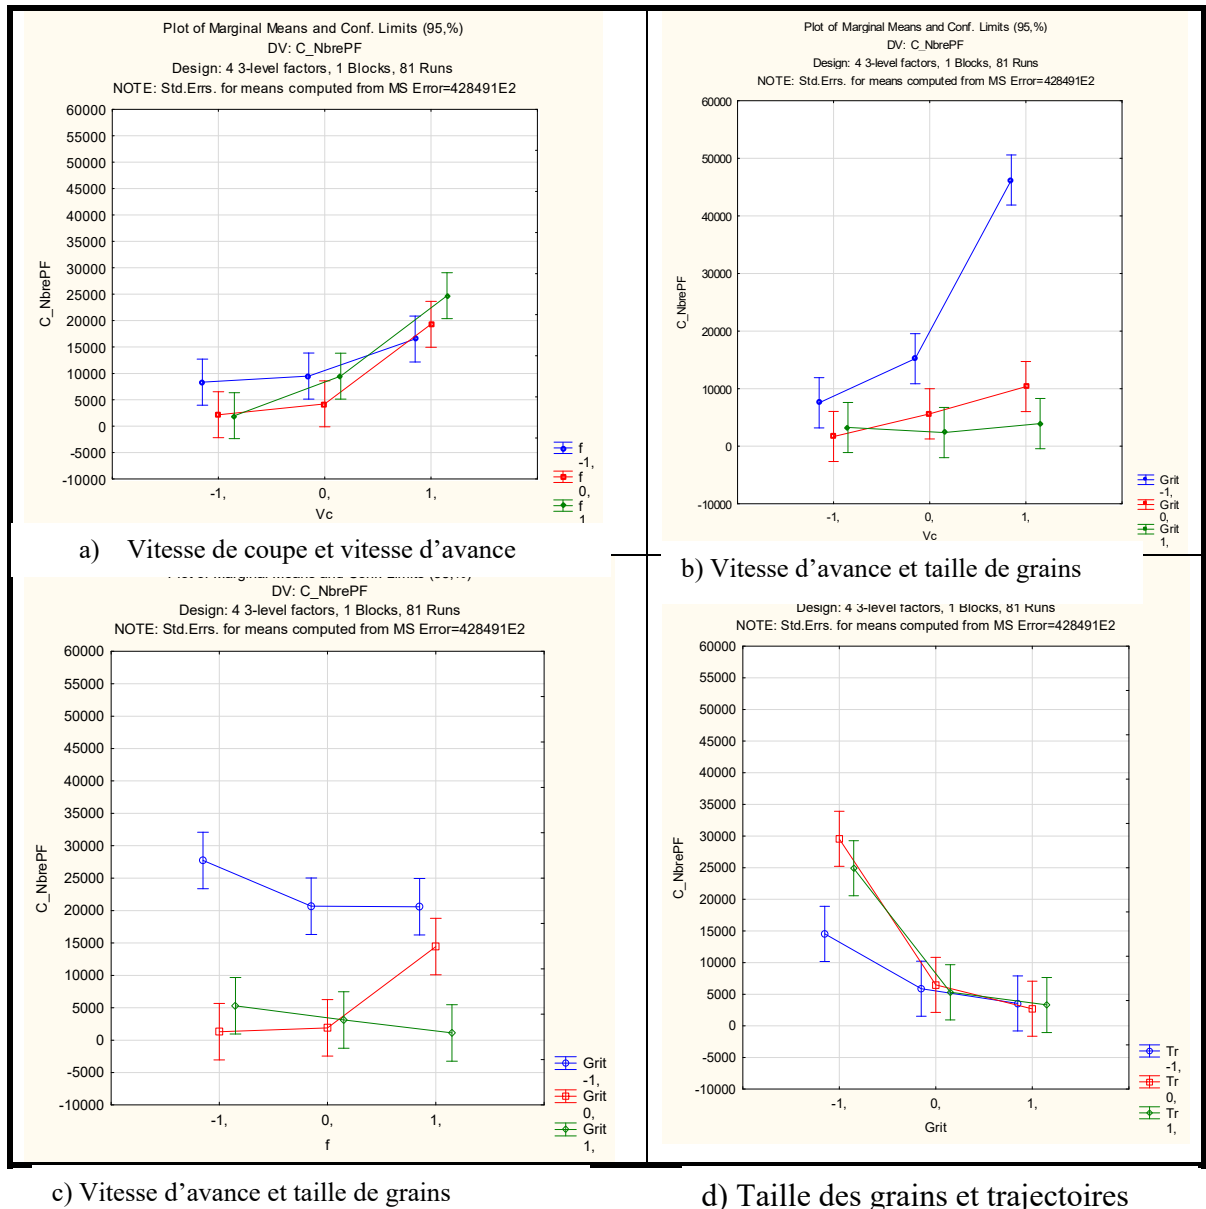 Plot of Marginal Means and Conf. Limits (95,%)
DV: C_NbrePF
Design: 4 3-level factors, 1 Blocks, 81 Runs
NOTE: Std.Errs. for means computed from MS Error=428491E2
60000
55000
50000
45000
40000
35000
30000
25000
20000
15000
10000
5000
0
-5000
-10000
C_NbrePF
-1, 0, 1,
Vc
f
-1,
f
0,
f
1
a) Vitesse de coupe et vitesse d’avance
Plot of Marginal Means and Conf. Limits (95,%)
DV: C_NbrePF
Design: 4 3-level factors, 1 Blocks, 81 Runs
NOTE: Std.Errs. for means computed from MS Error=428491E2
60000
50000
40000
30000
20000
10000
0
-10000
C_NbrePF
-1, 0, 1,
Vc
Grit
-1,
Grit
0,
Grit
1,
b) Vitesse d’avance et taille de grains
Plot of Marginal Means and Conf. Limits (95,%)
DV: C_NbrePF
Design: 4 3-level factors, 1 Blocks, 81 Runs
NOTE: Std.Errs. for means computed from MS Error=428491E2
60000
55000
50000
45000
40000
35000
30000
25000
20000
15000
10000
5000
0
-5000
-10000
C_NbrePF
-1, 0, 1,
f
Grit
-1,
Grit
0,
Grit
1,
c) Vitesse d’avance et taille de grains
Design: 4 3-level factors, 1 Blocks, 81 Runs
NOTE: Std.Errs. for means computed from MS Error=428491E2
60000
55000
50000
45000
40000
35000
30000
25000
20000
15000
10000
5000
0
-5000
-10000
C_NbrePF
-1, 0, 1,
Grit
Tr
-1,
Tr
0,
Tr
1,
d) Taille des grains et trajectoires